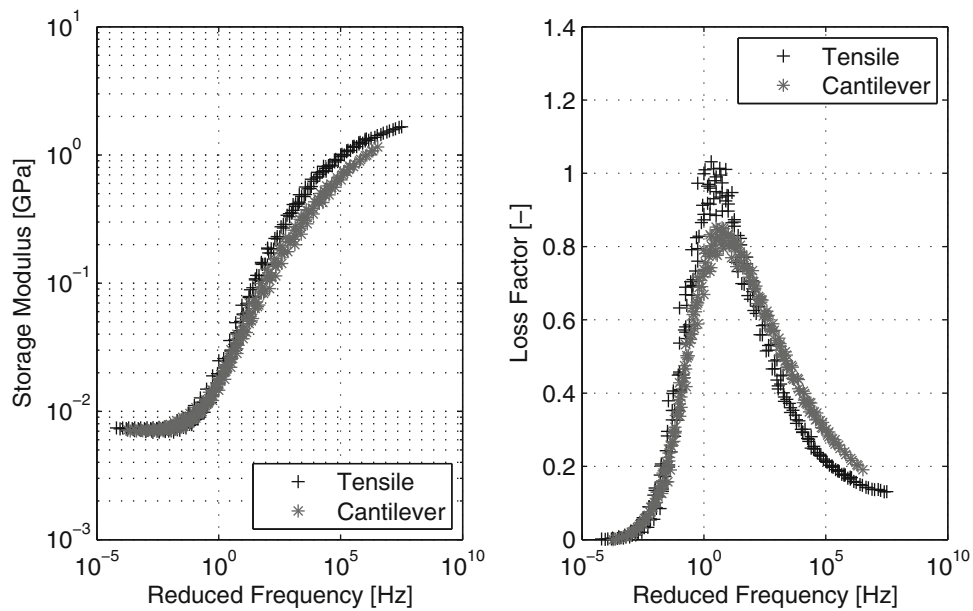 10^1
10^0
10^−1
10^−2
10^−3
Storage Modulus [GPa]
Tensile
Cantilever
10^−5
10^0
10^5
10^10
Reduced Frequency [Hz]
1.4
1.2
1
0.8
0.6
0.4
0.2
0
Loss Factor [−]
Tensile
Cantilever
10^−5
10^0
10^5
10^10
Reduced Frequency [Hz]